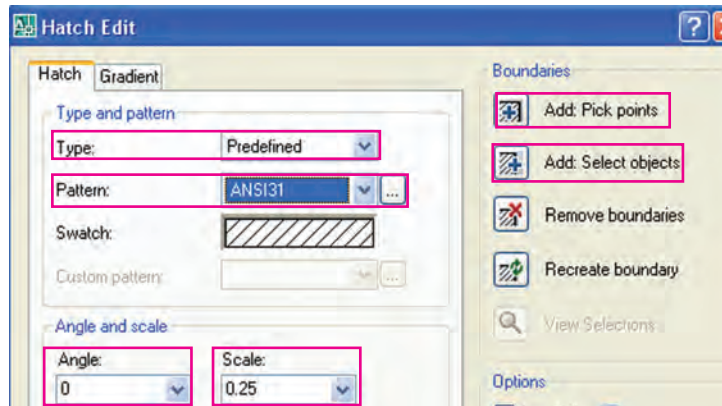 Hatch Edit
Hatch Gradient
Type and pattern
Type: Predefined
Pattern: ANSI31 ...
Swatch:
Custom pattern: ...
Angle and scale
Angle: Scale:
0 0.25
Boundaries
Add: Pick points
Add: Select objects
Remove boundaries
Recreate boundary
View Selections
Options